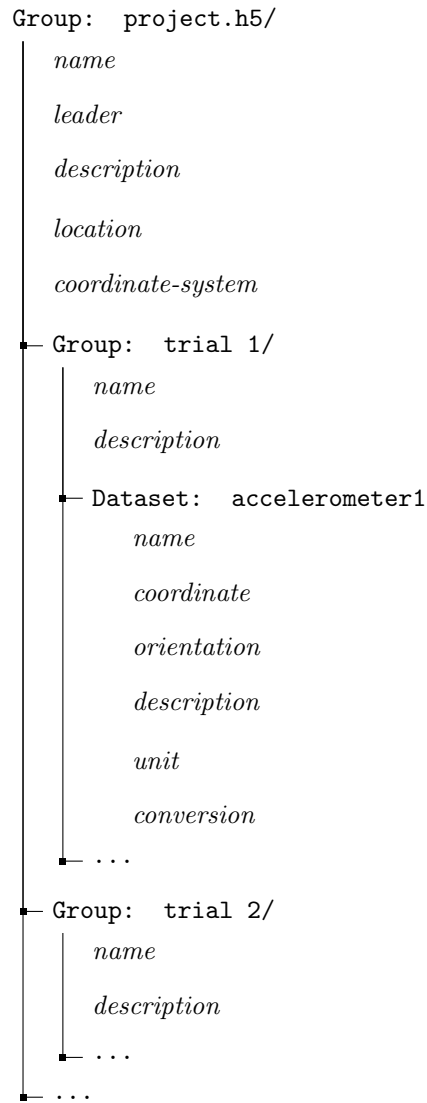 Group: project.h5/
name
leader
description
location
coordinate-system
Group: trial 1/
name
description
Dataset: accelerometer1
name
coordinate
orientation
description
unit
conversion
...
Group: trial 2/
name
description
...
...